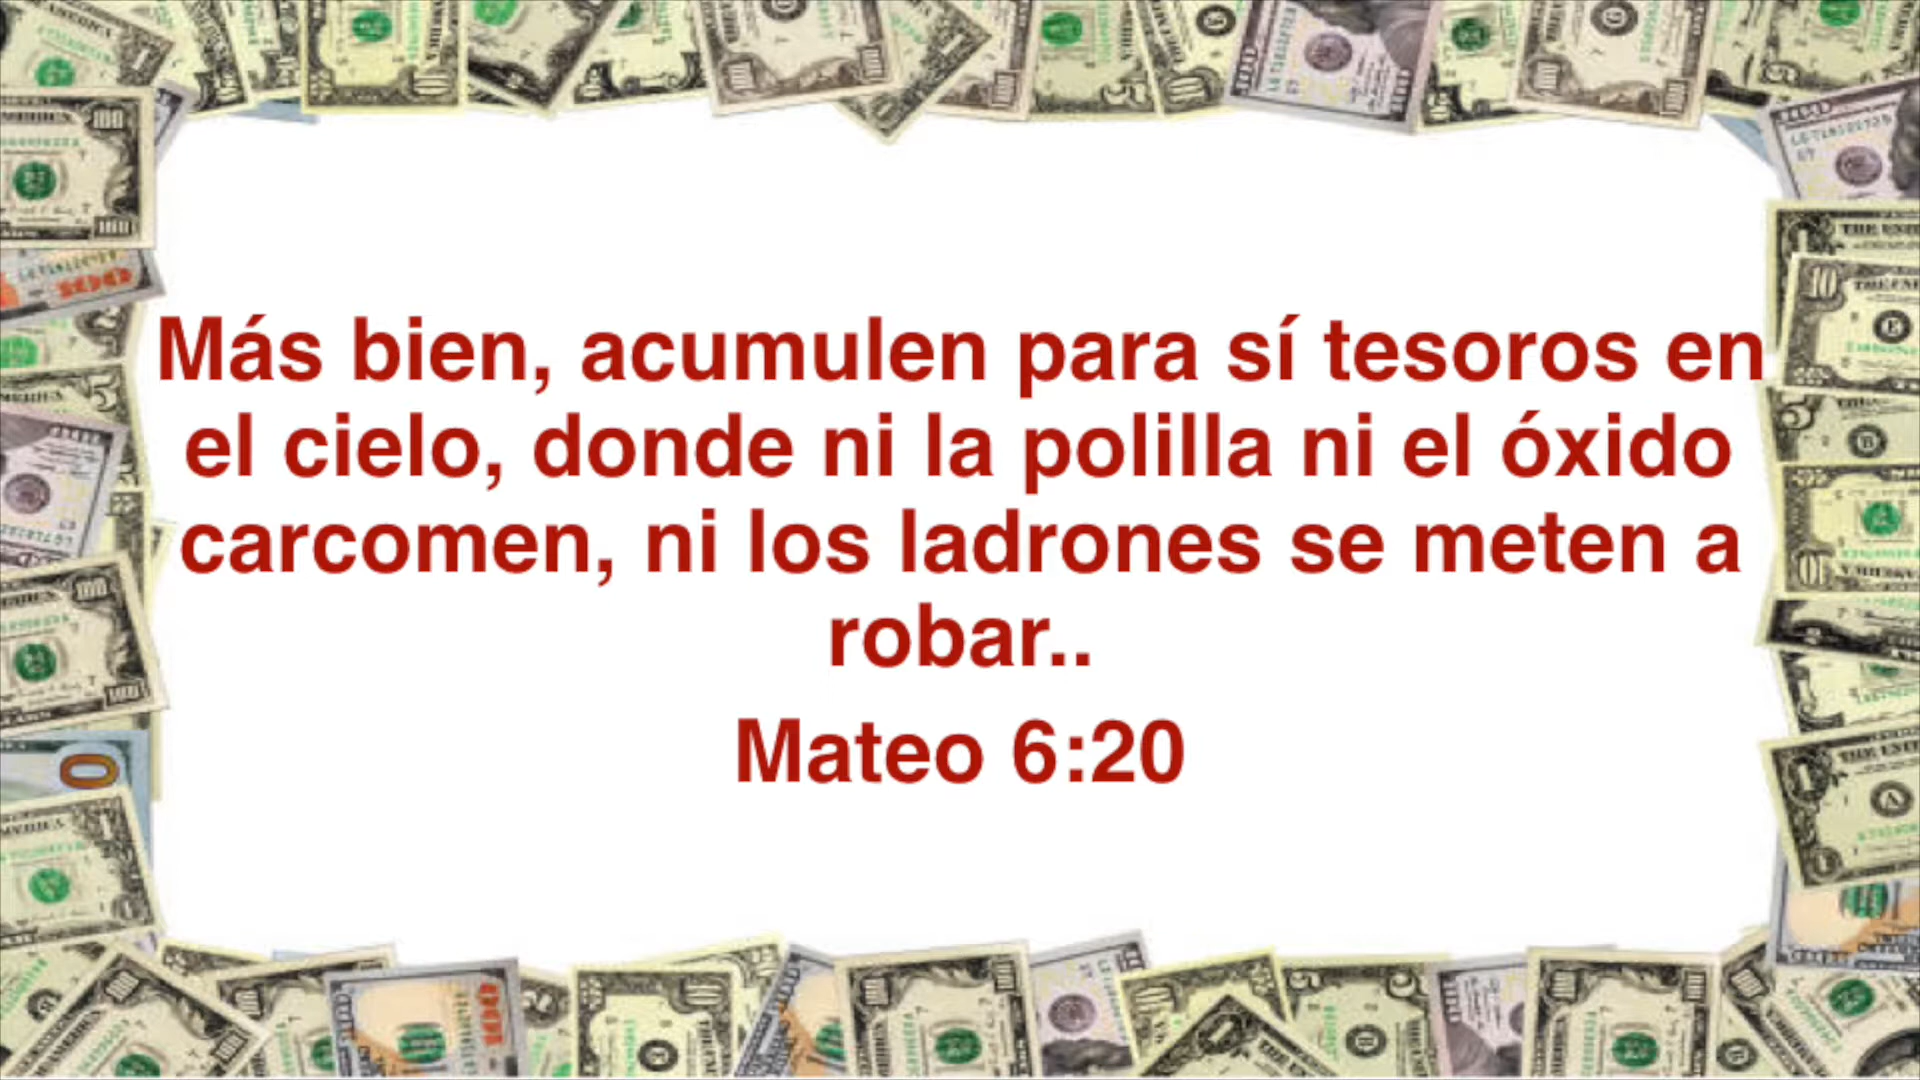 Más bien, acumulen para sí tesoros en
el cielo, donde ni la polilla ni el óxido
carcomen, ni los ladrones se meten a
robar..
Mateo 6:20